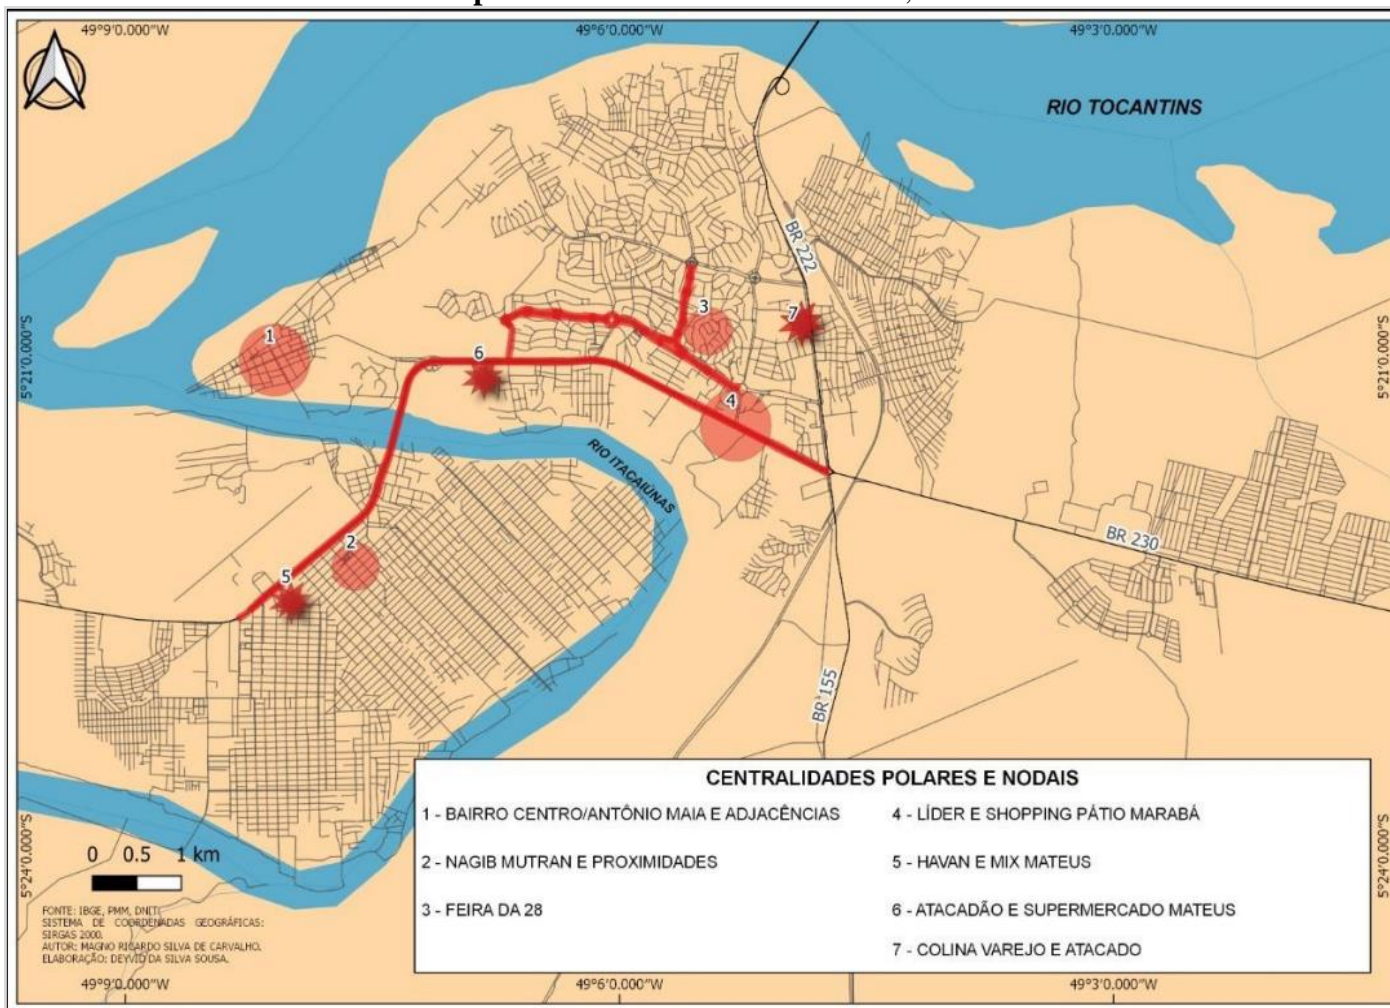 49°9'0.000"W
49°6'0.000"W
49°3'0.000"W
RIO TOCANTINS
BR 222
3
7
1
6
5°21'0.000"S
5°21'0.000"S
4
RIO ITACAIÚNAS
2
5
BR 230
BR 155
CENTRALIDADES POLARES E NODAIS
1 - BAIRRO CENTRO/ANTÔNIO MAIA E ADJACÊNCIAS
2 - NAGIB MUTRAN E PROXIMIDADES
3 - FEIRA DA 28
4 - LÍDER E SHOPPING PÁTIO MARABÁ
5 - HAVAN E MIX MATEUS
6 - ATACADÃO E SUPERMERCADO MATEUS
7 - COLINA VAREJO E ATACADO
5°24'0.000"S
5°24'0.000"S
0 0.5 1 km
FONTE: IBGE, PMM, DNIT;
SISTEMA DE COORDENADAS GEOGRÁFICAS:
SIRGAS 2000.
AUTOR: MAGNO RICARDO SILVA DE CARVALHO.
ELABORAÇÃO: DEYVID DA SILVA SOUSA.
49°9'0.000"W
49°6'0.000"W
49°3'0.000"W